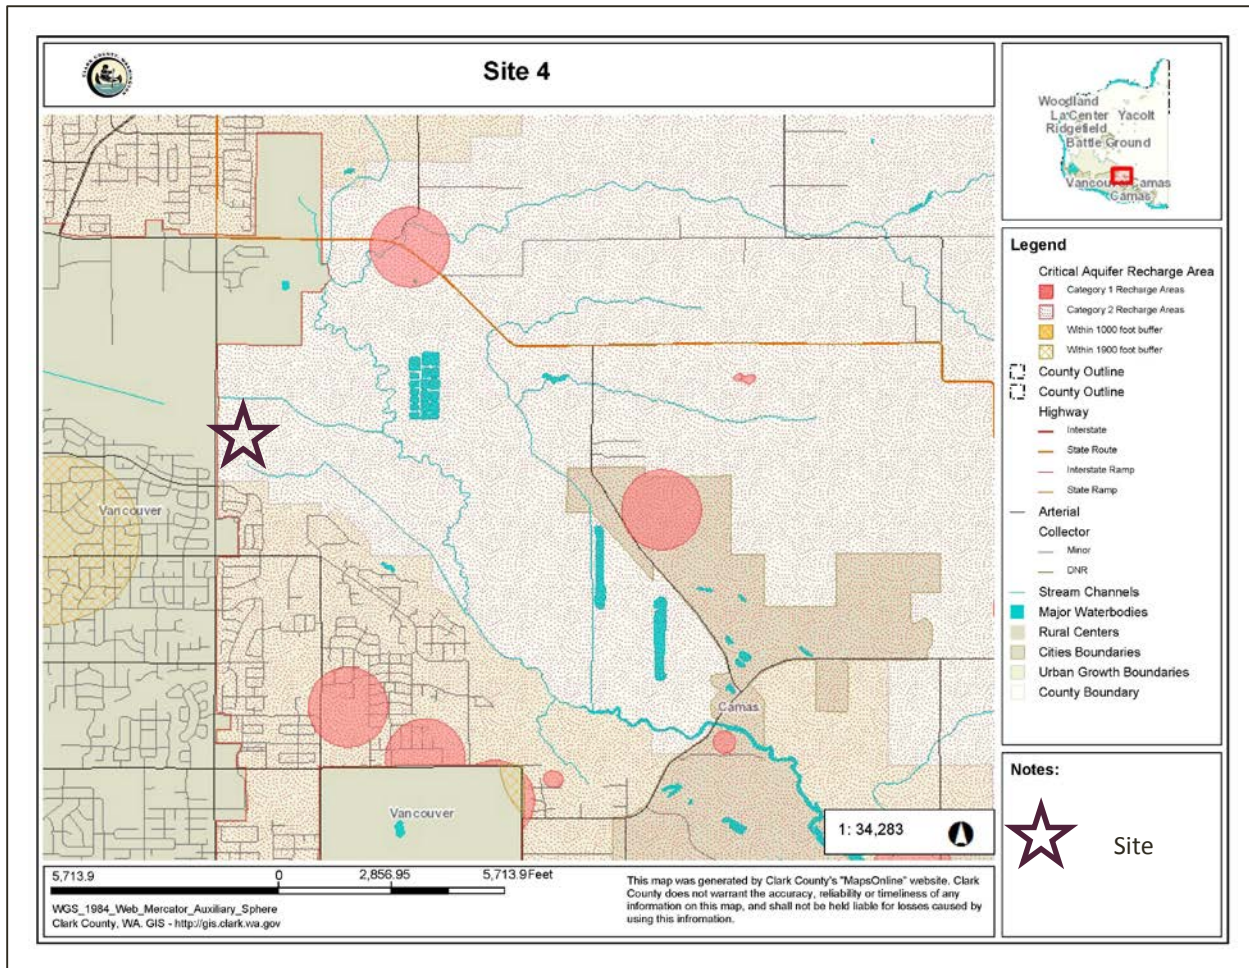 CLARK COUNTY, WASHINGTON
Site 4
Woodland
La Center Yacolt
Ridgefield
Battle Ground
Vancouver Camas
Camas
Vancouver
Camas
Vancouver
1: 34,283
Legend
Critical Aquifer Recharge Area
Category 1 Recharge Areas
Category 2 Recharge Areas
Within 1000 foot buffer
Within 1900 foot buffer
County Outline
County Outline
Highway
Interstate
State Route
Interstate Ramp
State Ramp
Arterial
Collector
Minor
DNR
Stream Channels
Major Waterbodies
Rural Centers
Cities Boundaries
Urban Growth Boundaries
County Boundary
Notes:
Site
5,713.9 0 2,856.95 5,713.9 Feet
WGS_1984_Web_Mercator_Auxiliary_Sphere
Clark County, WA. GIS - http://gis.clark.wa.gov
This map was generated by Clark County's "MapsOnline" website. Clark
County does not warrant the accuracy, reliability or timeliness of any
information on this map, and shall not be held liable for losses caused by
using this information.